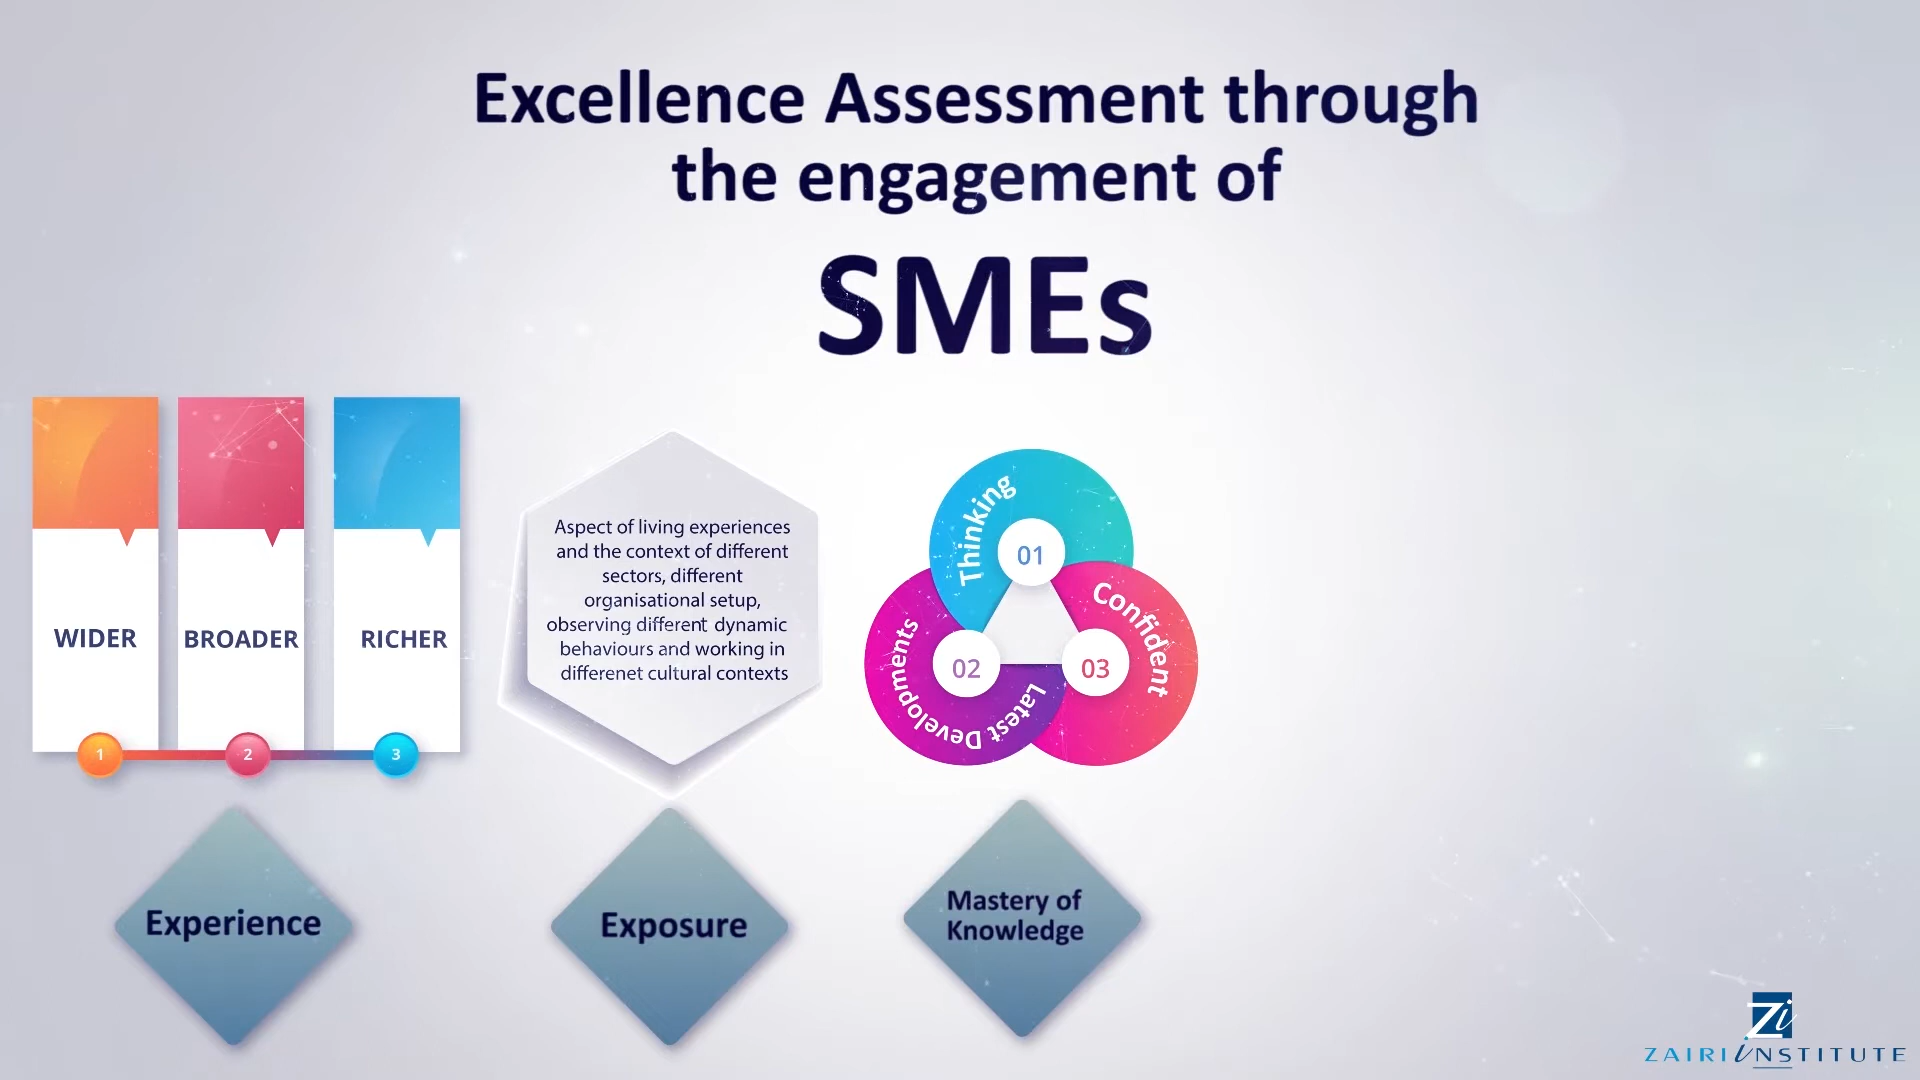 Excellence Assessment through
the engagement of
SMEs
WIDER
BROADER
RICHER
1
2
3
Experience
Aspect of living experiences
and the context of different
sectors, different
organisational setup,
observing different dynamic
behaviours and working in
differenet cultural contexts
Exposure
Thinking
01
Latest Developments
02
Confident
03
Mastery of
Knowledge
Zi
ZAIRI iNSTITUTE